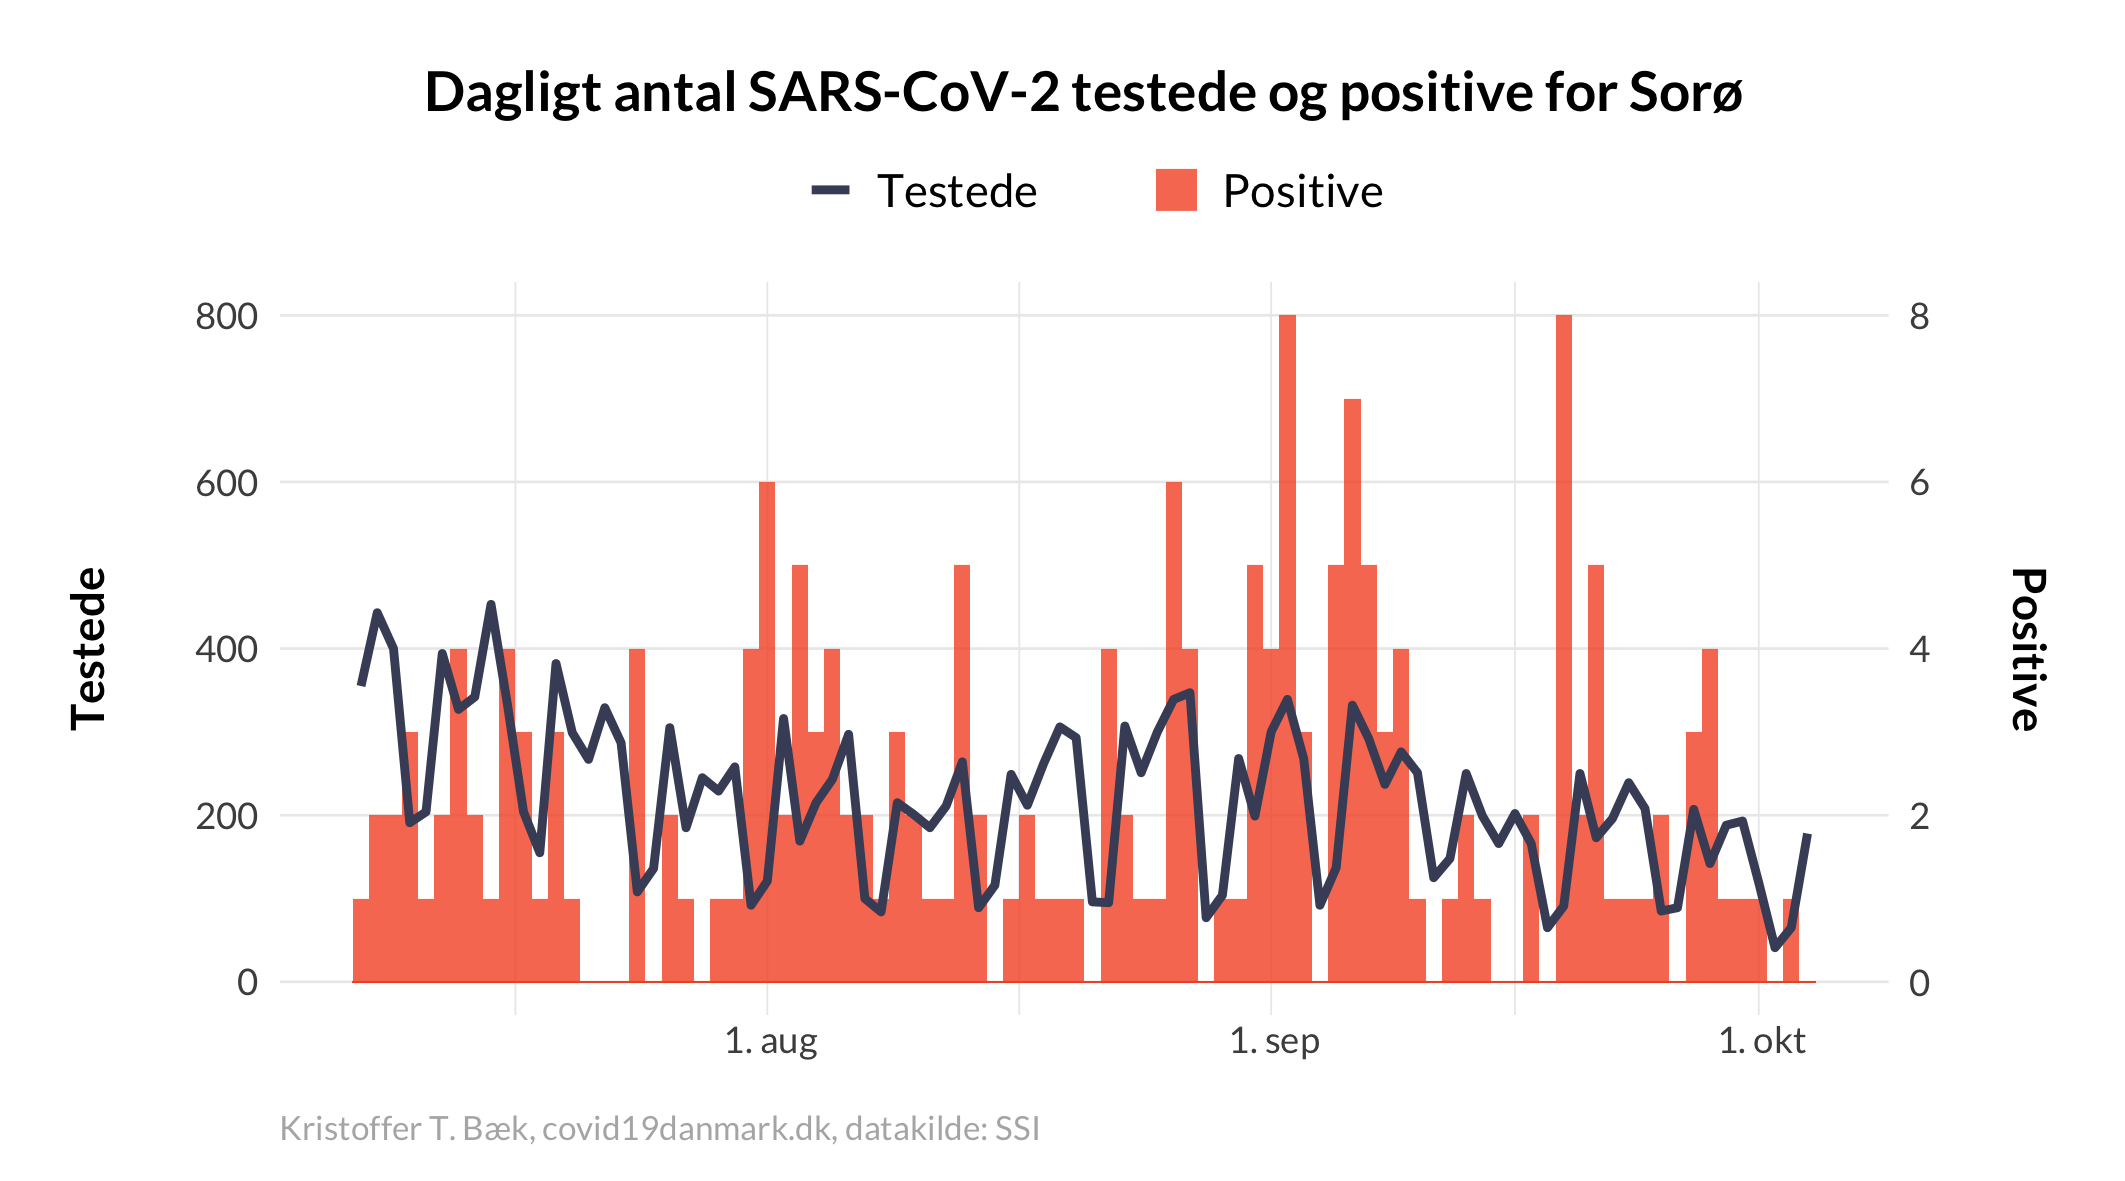 Dagligt antal SARS-CoV-2 testede og positive for Sorø
Testede Positive
800 8
600 6
400 4
200 2
0 0
Testede
Positive
1. aug 1. sep 1. okt
Kristoffer T. Bæk, covid19danmark.dk, datakilde: SSI